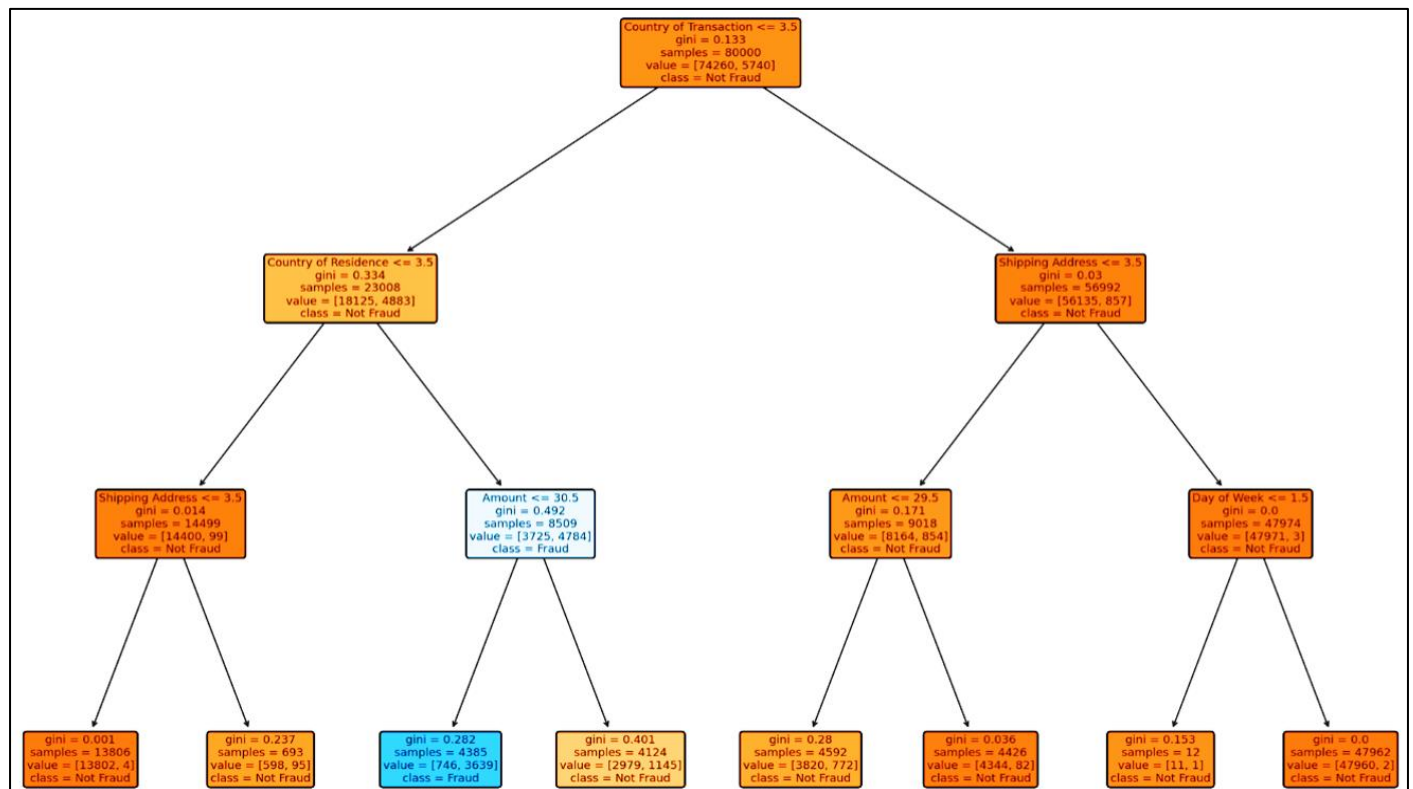 Country of Transaction <= 3.5
gini = 0.133
samples = 80000
value = [74260, 5740]
class = Not Fraud
Country of Residence <= 3.5
gini = 0.334
samples = 23008
value = [18125, 4883]
class = Not Fraud
Shipping Address <= 3.5
gini = 0.03
samples = 56992
value = [56135, 857]
class = Not Fraud
Shipping Address <= 3.5
gini = 0.014
samples = 14499
value = [14400, 99]
class = Not Fraud
Amount <= 30.5
gini = 0.492
samples = 8509
value = [3725, 4784]
class = Fraud
Amount <= 29.5
gini = 0.171
samples = 9018
value = [8164, 854]
class = Not Fraud
Day of Week <= 1.5
gini = 0.0
samples = 47974
value = [47971, 3]
class = Not Fraud
gini = 0.001
samples = 13806
value = [13802, 4]
class = Not Fraud
gini = 0.237
samples = 693
value = [598, 95]
class = Not Fraud
gini = 0.282
samples = 4385
value = [746, 3639]
class = Fraud
gini = 0.401
samples = 4124
value = [2979, 1145]
class = Not Fraud
gini = 0.28
samples = 4592
value = [3820, 772]
class = Not Fraud
gini = 0.036
samples = 4426
value = [4344, 82]
class = Not Fraud
gini = 0.153
samples = 12
value = [11, 1]
class = Not Fraud
gini = 0.0
samples = 47962
value = [47960, 2]
class = Not Fraud